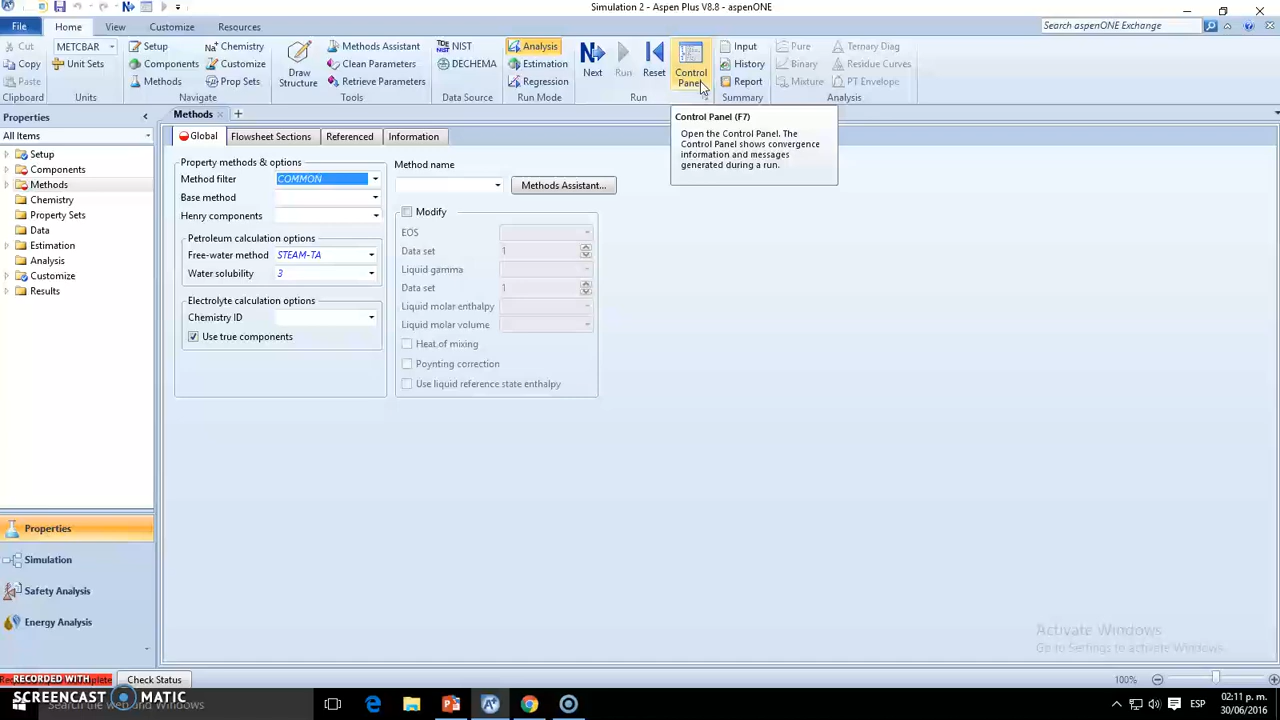 Simulation 2 - Aspen Plus V8.8 - aspenONE
File Home View Customize Resources
Search aspenONE Exchange
Cut METCBAR Setup Chemistry Methods Assistant NIST Analysis Input Pure Ternary Diag
Copy Unit Sets Components Customize Clean Parameters DECHEMA Estimation History Binary Residue Curves
Paste Methods Prop Sets Retrieve Parameters Regression Report Mixture PT Envelope
Draw Structure
Next Run Reset Control Panel
Clipboard Units Navigate Tools Data Source Run Mode Run Summary Analysis
Properties
All Items
Setup
Components
Methods
Chemistry
Property Sets
Data
Estimation
Analysis
Customize
Results
Properties
Simulation
Safety Analysis
Energy Analysis
Methods
Global Flowsheet Sections Referenced Information
Property methods & options
Method filter COMMON
Base method
Henry components
Petroleum calculation options
Free-water method STEAM-TA
Water solubility 3
Electrolyte calculation options
Chemistry ID
Use true components
Method name
Methods Assistant...
Modify
EOS
Data set 1
Liquid gamma
Data set 1
Liquid molar enthalpy
Liquid molar volume
Heat of mixing
Poynting correction
Use liquid reference state enthalpy
Control Panel (F7)
Open the Control Panel. The
Control Panel shows convergence
information and messages
generated during a run.
Activate Windows
Go to Settings to activate Windows.
Check Status
100%
RECORDED WITH
SCREENCAST MATIC
Search the web and Windows
ESP
02:11 p. m.
30/06/2016